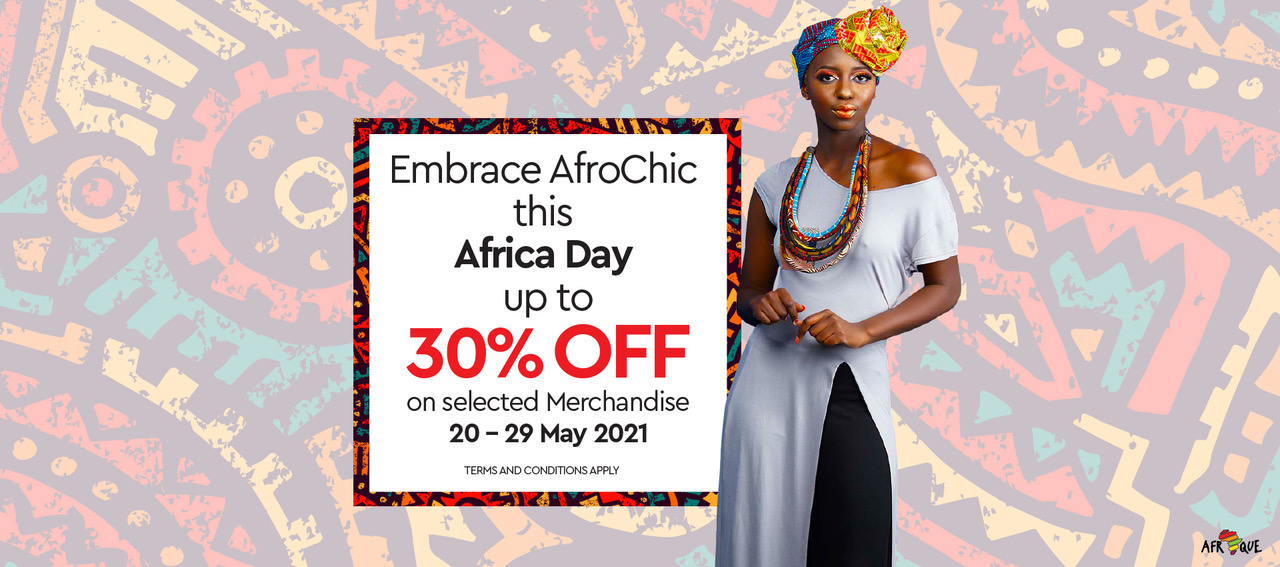 Embrace AfroChic
this
Africa Day
up to
30% OFF
on selected Merchandise
20 – 29 May 2021
TERMS AND CONDITIONS APPLY
AFRIQUE